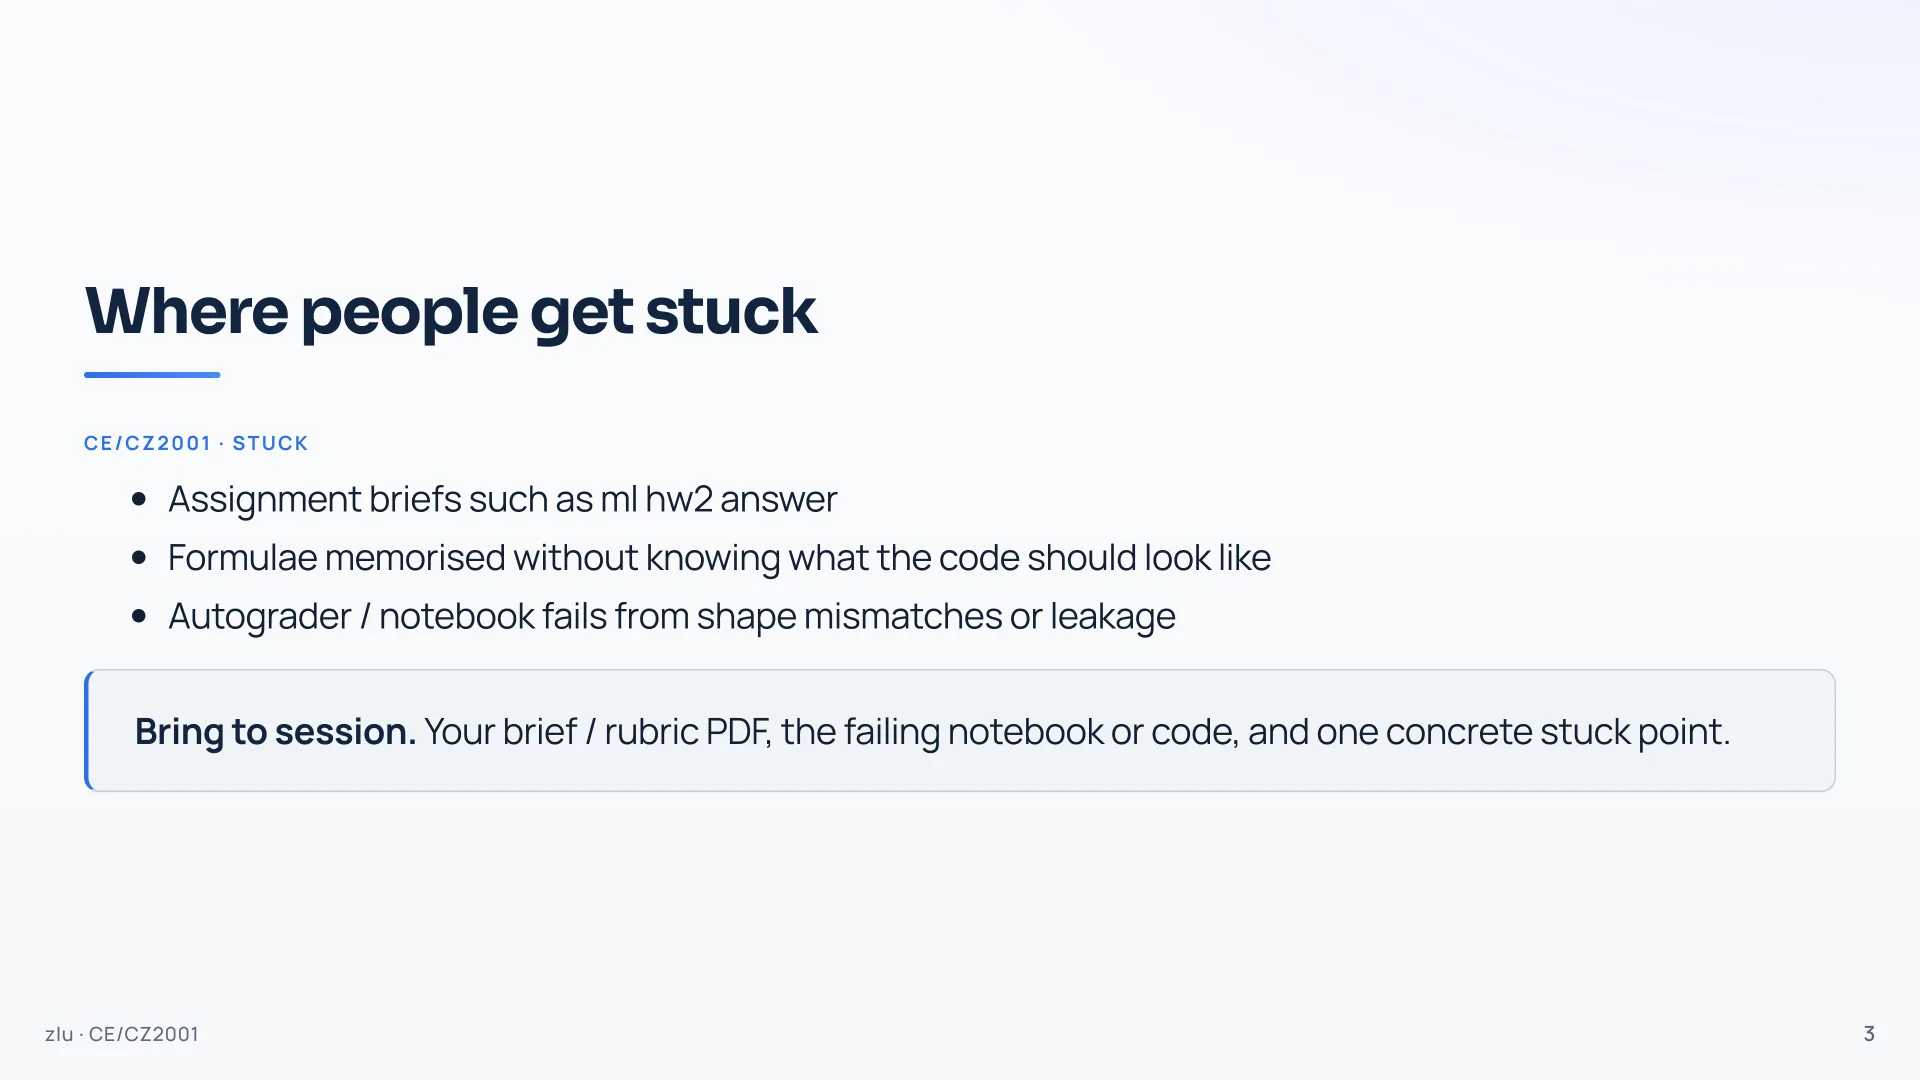 Where people get stuck
CE/CZ2001 · STUCK
• Assignment briefs such as ml hw2 answer
• Formulae memorised without knowing what the code should look like
• Autograder / notebook fails from shape mismatches or leakage
Bring to session. Your brief / rubric PDF, the failing notebook or code, and one concrete stuck point.
zlu · CE/CZ2001
3